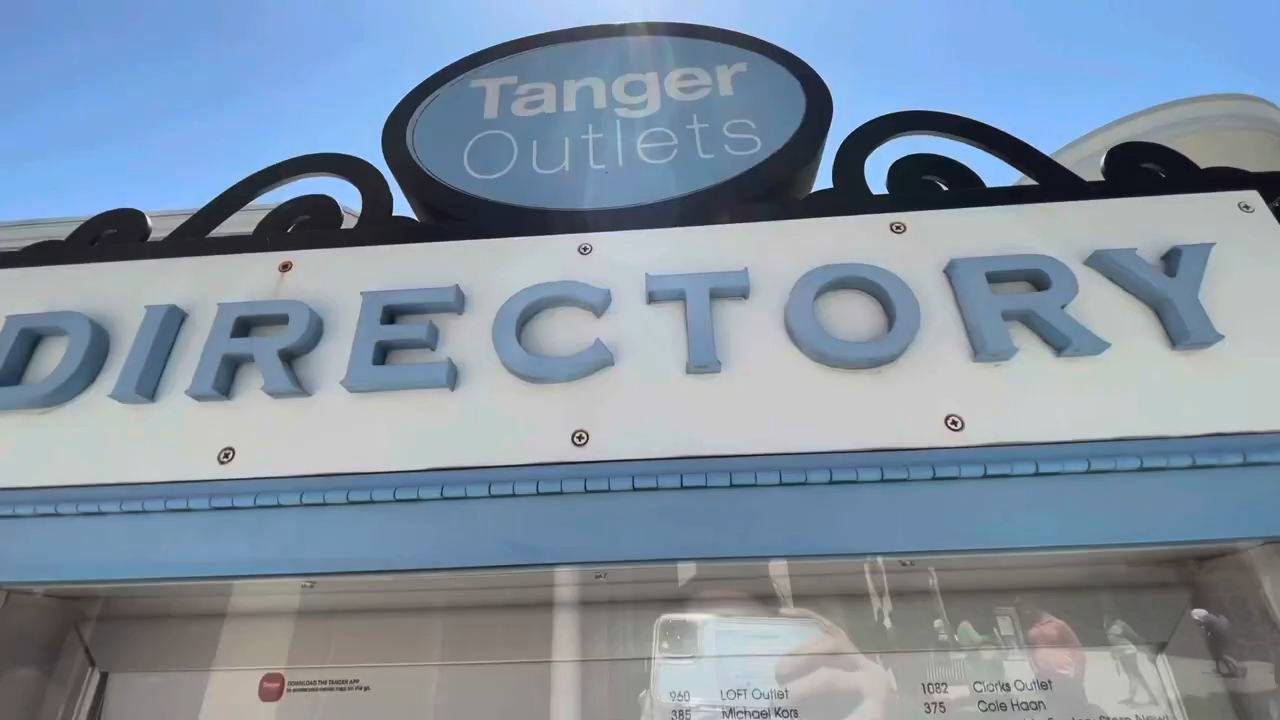 Tanger
Outlets
DIRECTORY
DOWNLOAD THE TANGER APP
960 LOFT Outlet
385 Michael Kors
1082 Clarks Outlet
375 Cole Haan